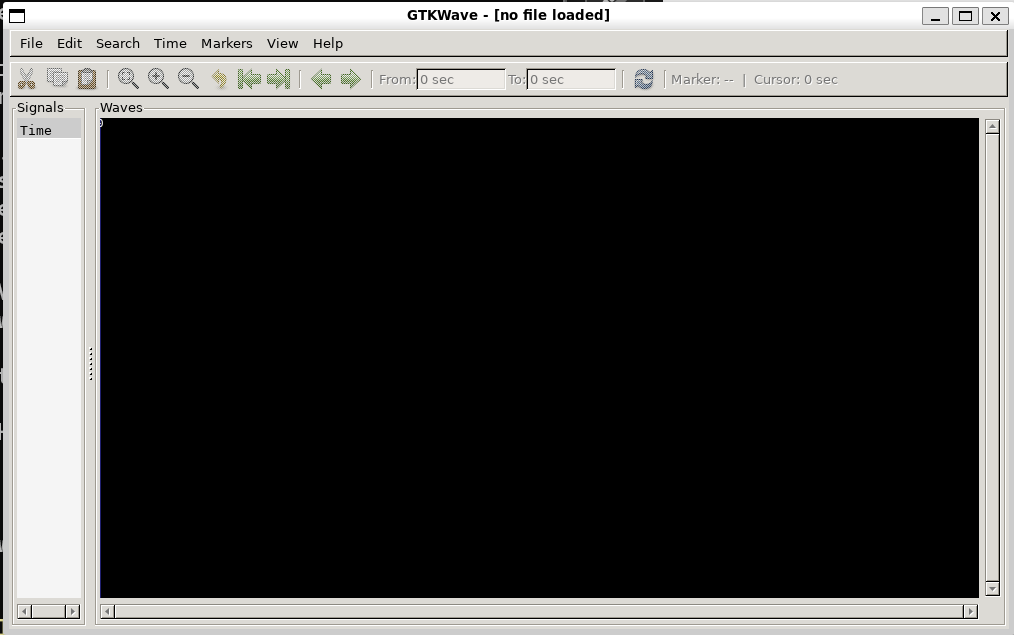 GTKWave - [no file loaded]
File Edit Search Time Markers View Help
From: 0 sec To: 0 sec Marker: -- | Cursor: 0 sec
Signals Waves
Time
0